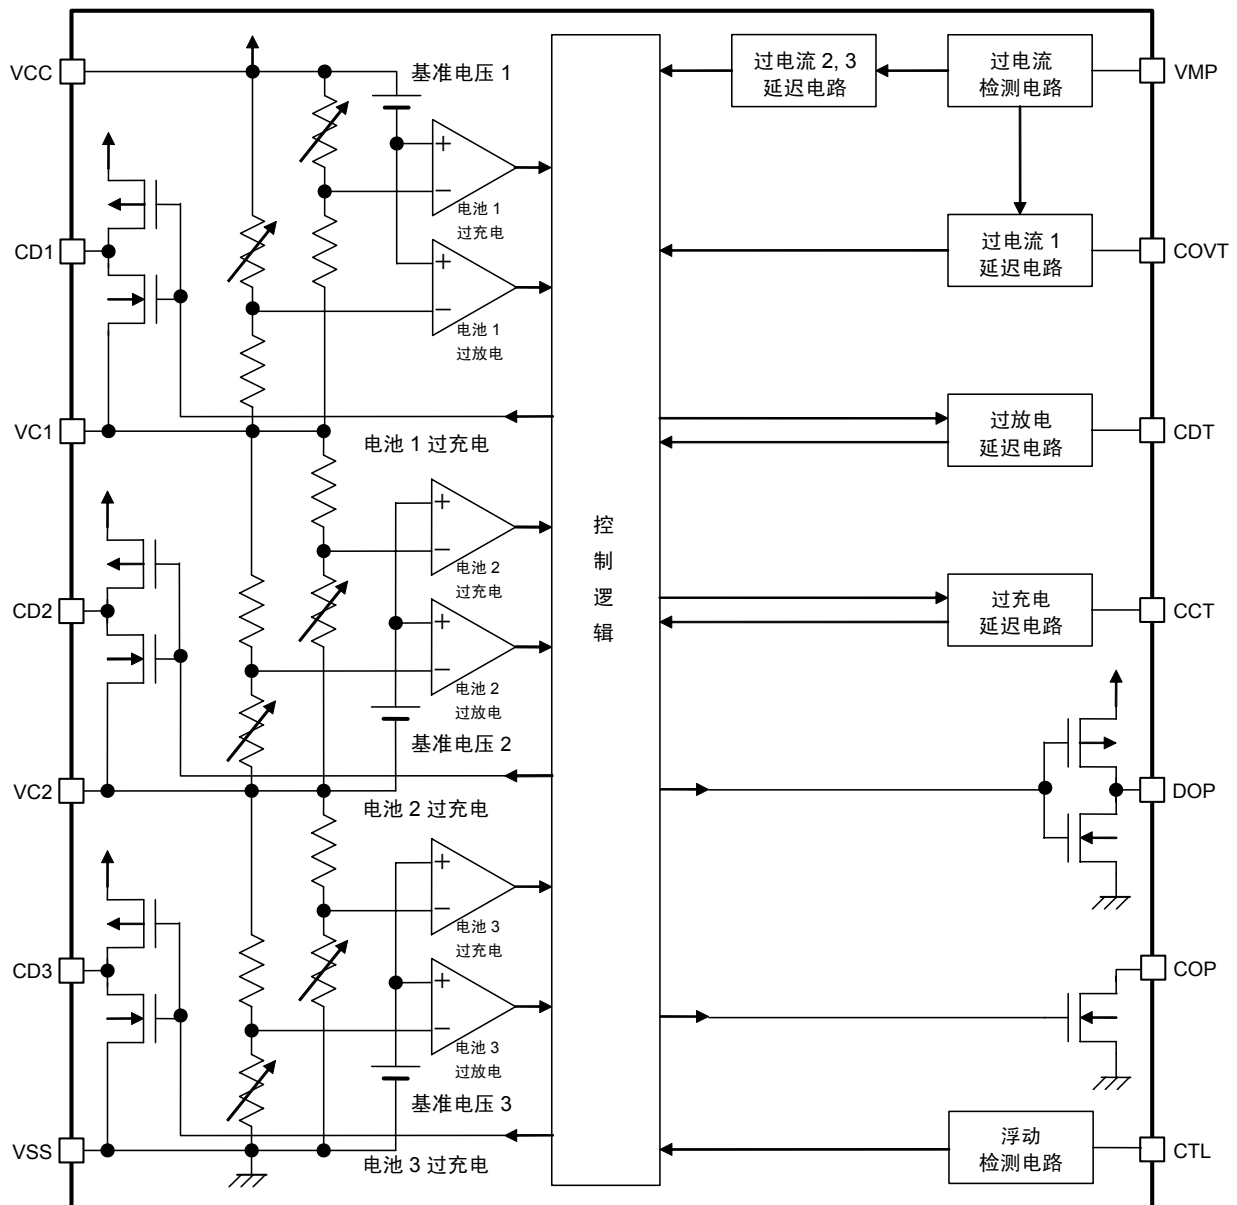 VCC
基准电压 1
过电流 2, 3
延迟电路
过电流
检测电路
VMP
+
−
电池 1
过充电
CD1
+
−
电池 1
过放电
过电流 1
延迟电路
COVT
VC1
电池 1 过充电
过放电
延迟电路
CDT
+
−
电池 2
过充电
控
制
逻
辑
CD2
+
−
电池 2
过放电
过充电
延迟电路
CCT
基准电压 2
VC2
电池 2 过充电
DOP
+
−
电池 3
过充电
CD3
+
−
电池 3
过放电
COP
基准电压 3
VSS
电池 3 过充电
浮动
检测电路
CTL